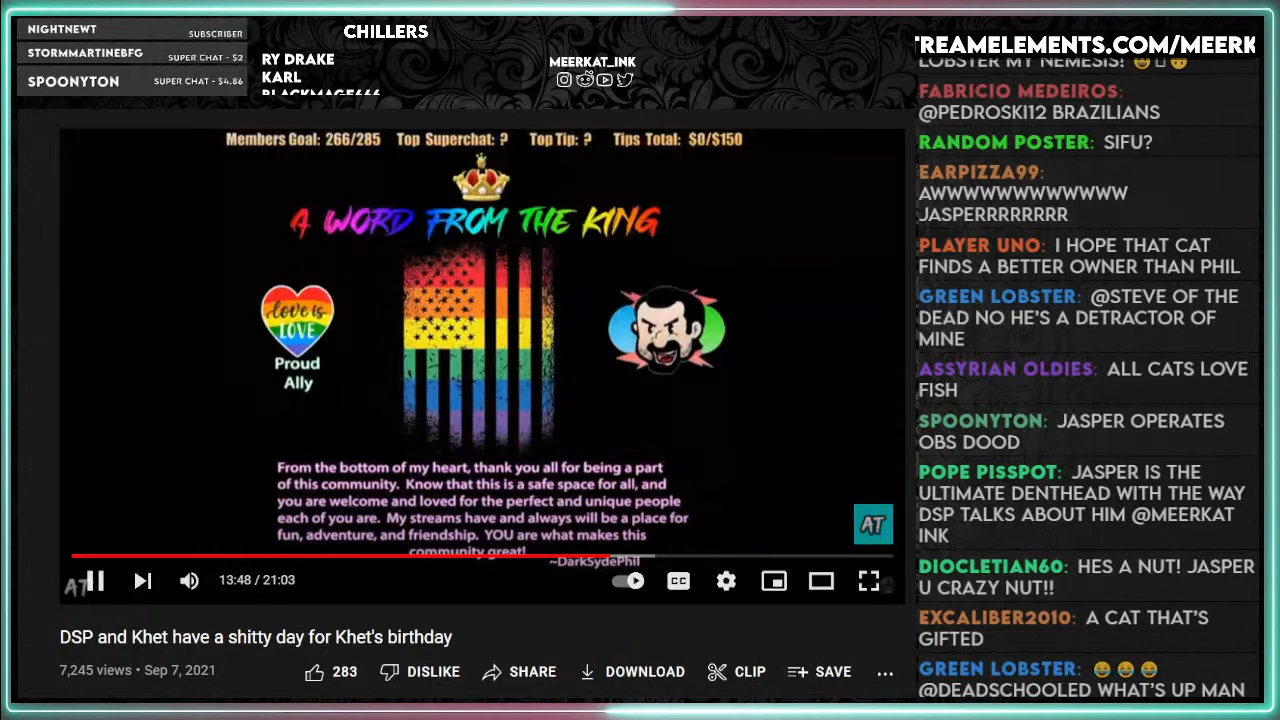 NIGHTNEWT
SUBSCRIBER
STORMMARTINEBFG
SUPER CHAT - $2
SPOONYTON
SUPER CHAT - $4.86
CHILLERS
RY DRAKE
KARL
BLACKMAGE666
MEERKAT_INK
TREAMELEMENTS.COM/MEERK
Members Goal: 266/285 Top Superchat: ? Top Tip: ? Tips Total: $0/$150
A WORD FROM THE KING
love is
LOVE
Proud
Ally
From the bottom of my heart, thank you all for being a part
of this community. Know that this is a safe space for all, and
you are welcome and loved for the perfect and unique people
each of you are. My streams have and always will be a place for
fun, adventure, and friendship. YOU are what makes this
community great!
~DarkSydePhil
AT
AT
13:48 / 21:03
CC
DSP and Khet have a shitty day for Khet's birthday
7,245 views • Sep 7, 2021
283
DISLIKE
SHARE
DOWNLOAD
CLIP
SAVE
LOBSTER MY NEMESIS!
FABRICIO MEDEIROS:
@PEDROSKI12 BRAZILIANS
RANDOM POSTER: SIFU?
EARPIZZA99:
AWWWWWWWWWWWW
JASPERRRRRRRR
PLAYER UNO: I HOPE THAT CAT
FINDS A BETTER OWNER THAN PHIL
GREEN LOBSTER: @STEVE OF THE
DEAD NO HE'S A DETRACTOR OF
MINE
ASSYRIAN OLDIES: ALL CATS LOVE
FISH
SPOONYTON: JASPER OPERATES
OBS DOOD
POPE PISSPOT: JASPER IS THE
ULTIMATE DENTHEAD WITH THE WAY
DSP TALKS ABOUT HIM @MEERKAT
INK
DIOCLETIAN60: HES A NUT! JASPER
U CRAZY NUT!!
EXCALIBER2010: A CAT THAT'S
GIFTED
GREEN LOBSTER: 😂 😂 😂
@DEADSCHOOLED WHAT'S UP MAN